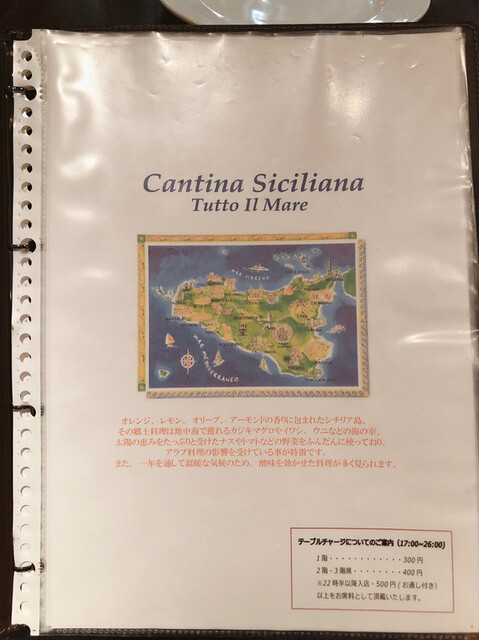 Cantina Siciliana
Tutto Il Mare
MAR TIRRENO
MAR MEDITERRANEO
オレンジ、レモン、オリーブ、アーモンドの香りに包まれたシチリア島。
その郷土料理は地中海で獲れるカジキマグロやイワシ、ウニなどの海の幸、
太陽の恵みをたっぷりと受けたナスやトマトなどの野菜をふんだんに使っており、
アラブ料理の影響を受けている事が特徴です。
また、一年を通して温暖な気候のため、酸味を効かせた料理が多く見られます。
テーブルチャージについてのご案内（17:00~26:00）
1階・・・・・・・・・・・・300円
2階・3階席・・・・・・・・400円
※22時半以降入店・500円（お通し付き）
以上をお席料として頂戴いたします。